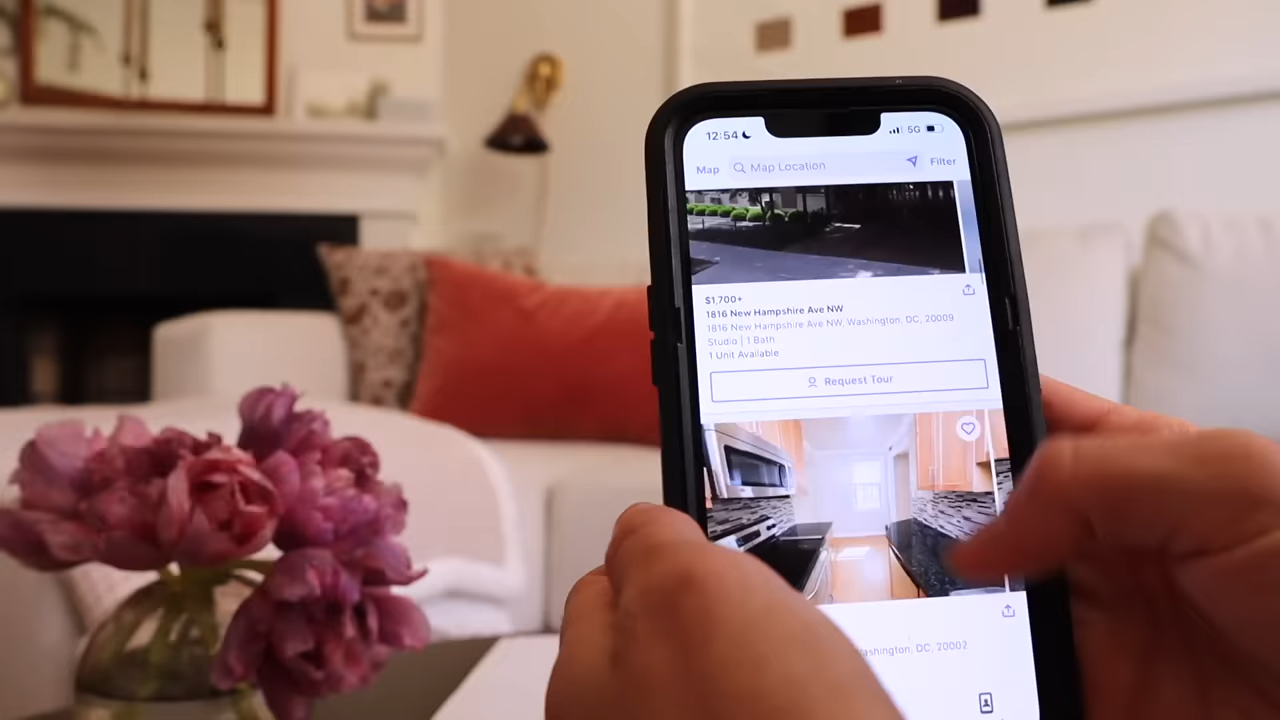 12:54
5G
Map
Map Location
Filter
$1,700+
1816 New Hampshire Ave NW
1816 New Hampshire Ave NW, Washington, DC, 20009
Studio | 1 Bath
1 Unit Available
Request Tour
Washington, DC, 20002